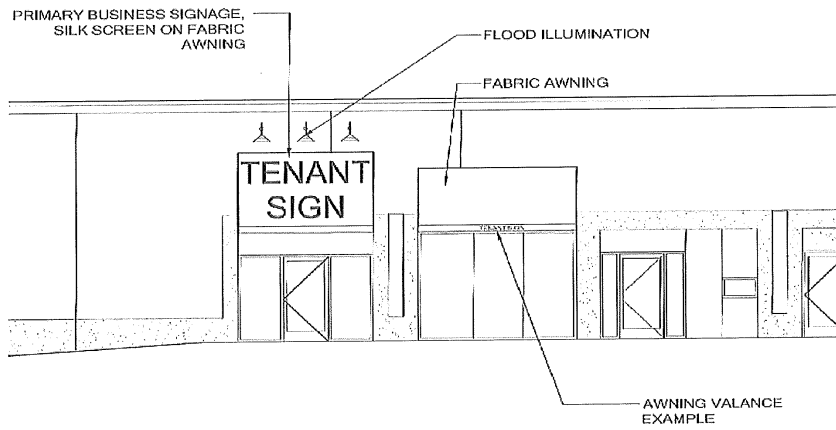 PRIMARY BUSINESS SIGNAGE,
SILK SCREEN ON FABRIC
AWNING
FLOOD ILLUMINATION
FABRIC AWNING
TENANT
SIGN
AWNING VALANCE
EXAMPLE